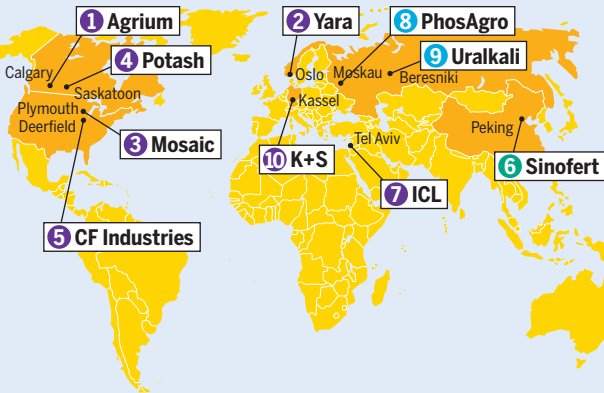 1 Agrium
2 Yara
8 PhosAgro
9 Uralkali
4 Potash
Calgary
Saskatoon
Oslo
Moskau
Beresniki
Kassel
Plymouth
Deerfield
3 Mosaic
Tel Aviv
Peking
10 K+S
6 Sinofert
7 ICL
5 CF Industries